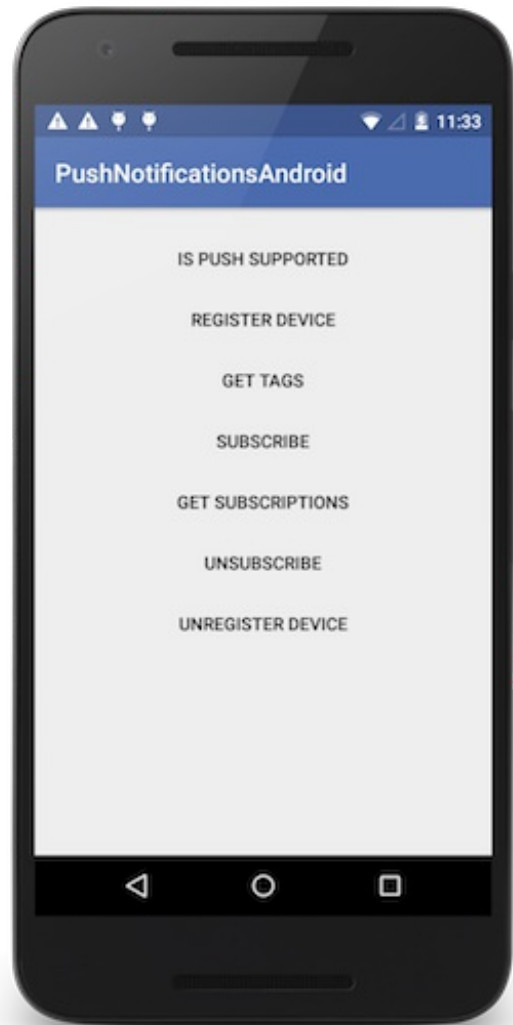 11:33
PushNotificationsAndroid
IS PUSH SUPPORTED
REGISTER DEVICE
GET TAGS
SUBSCRIBE
GET SUBSCRIPTIONS
UNSUBSCRIBE
UNREGISTER DEVICE